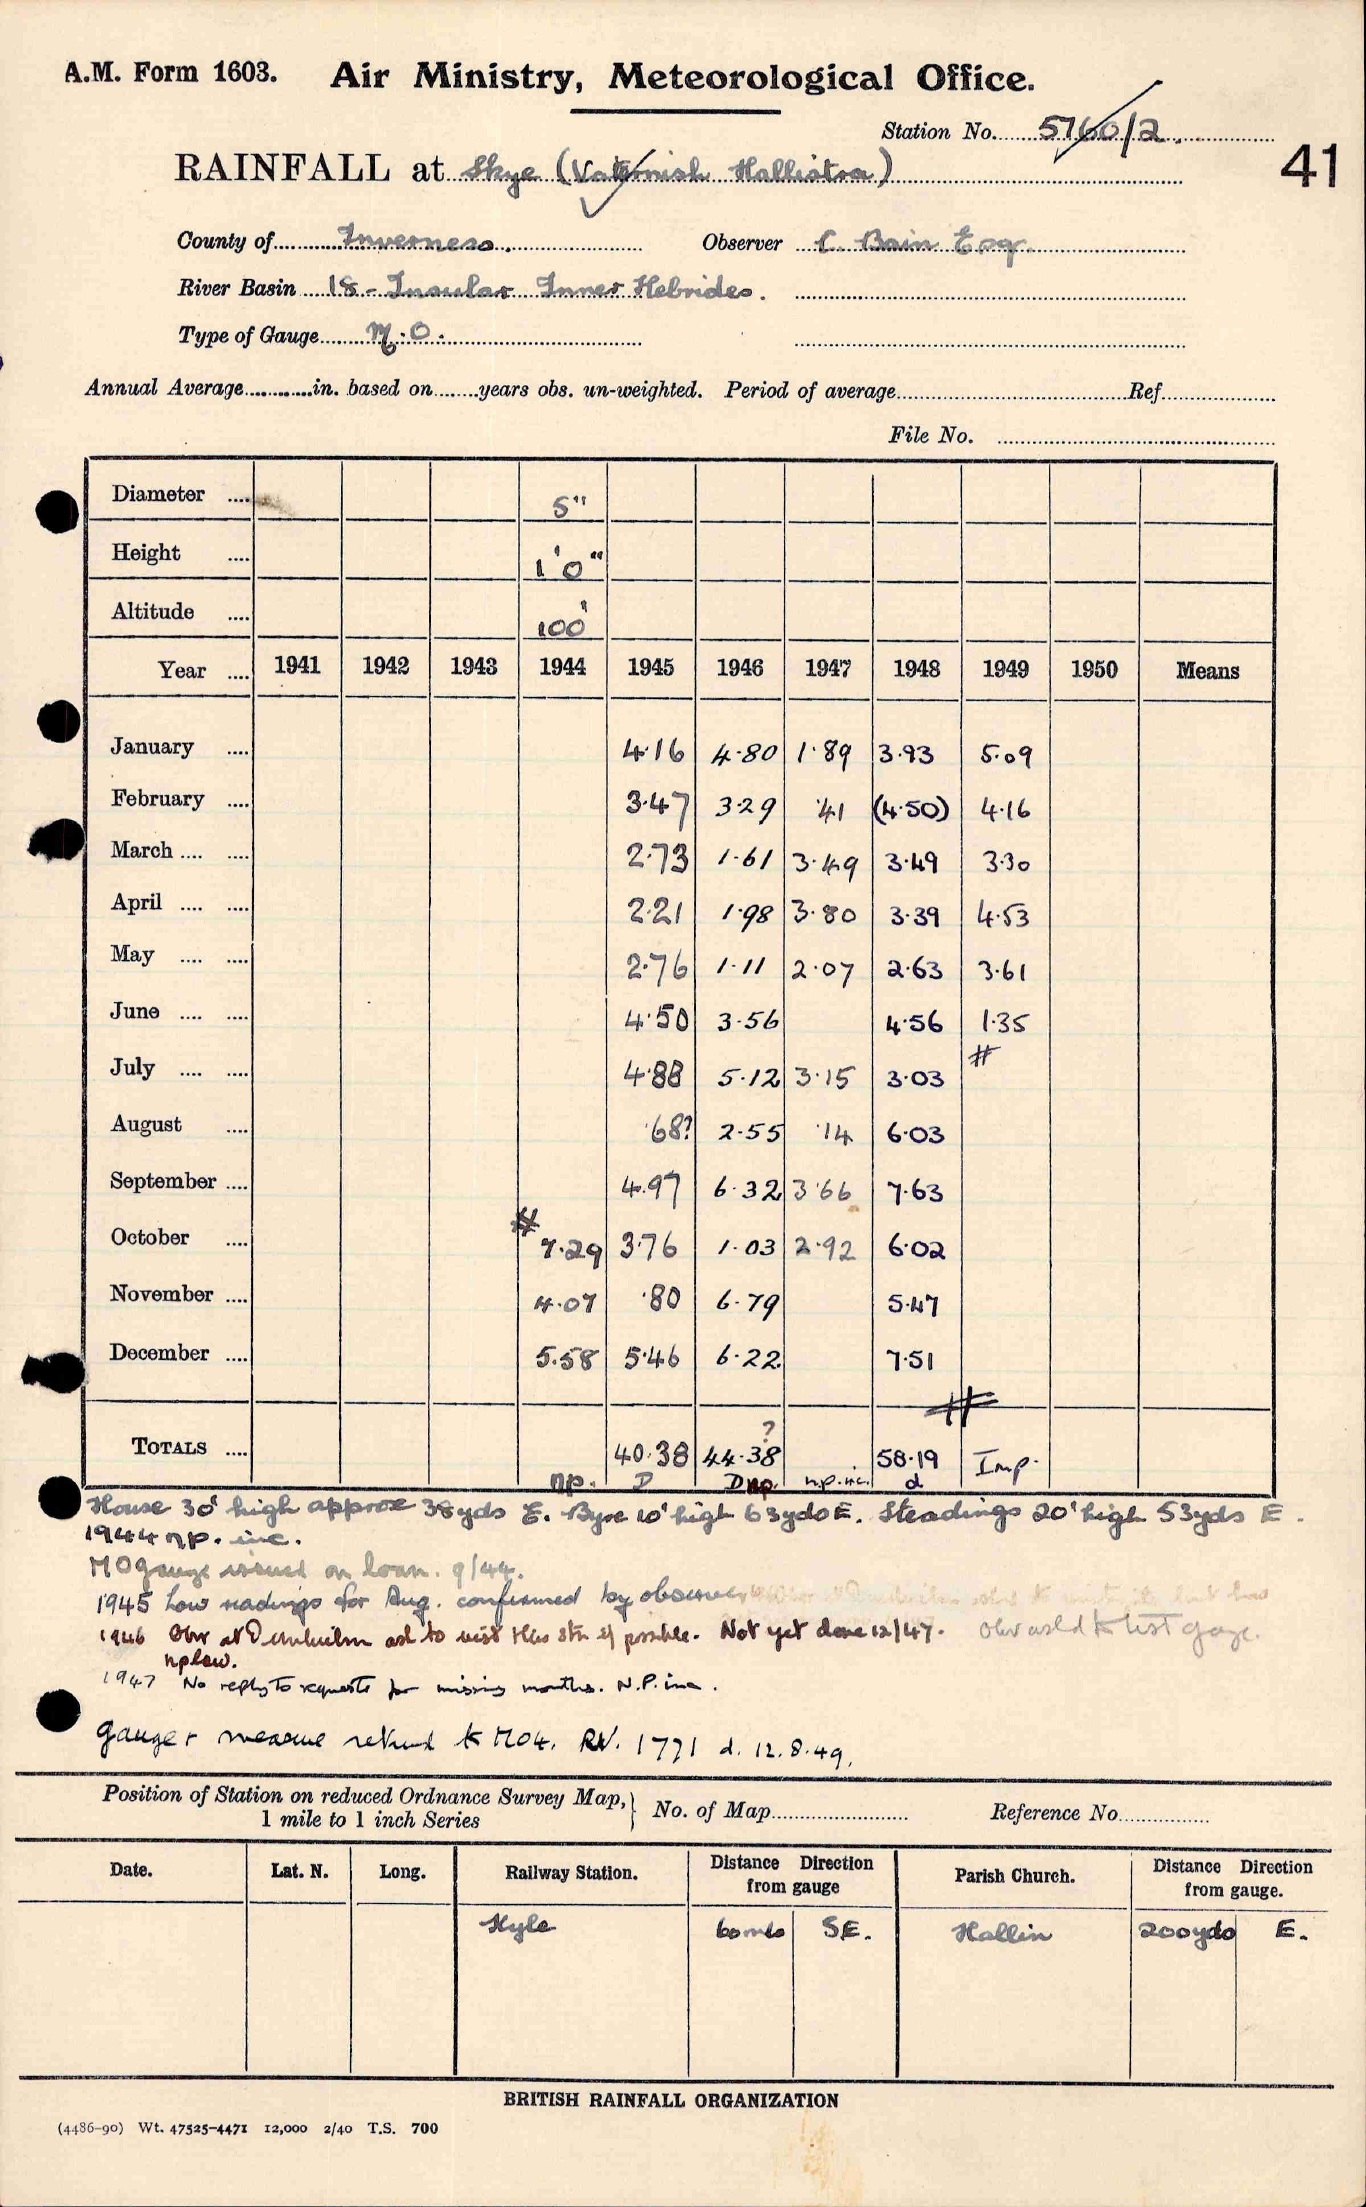 A.M. Form 1603. Air Ministry, Meteorological Office.
Station No. 5760/2.
41
RAINFALL at Skye (Vaternish Hallistra)
County of Inverness. Observer C. Bain Esq.
River Basin 18 - Insular Inner Hebrides.
Type of Gauge M.O.
Annual Average in. based on years obs. un-weighted. Period of average Ref.
File No.
Diameter .... 5"
Height .... 1'0"
Altitude .... 100'
Year .... 1941 1942 1943 1944 1945 1946 1947 1948 1949 1950 Means
January .... 4.16 4.80 1.89 3.93 5.09
February .... 3.47 3.29 .41 (4.50) 4.16
March .... .... 2.73 1.61 3.49 3.49 3.30
April .... .... 2.21 1.98 3.80 3.39 4.53
May .... .... 2.76 1.11 2.07 2.63 3.61
June .... .... 4.50 3.56 4.56 1.35
July .... .... 4.88 5.12 3.15 3.03 #
August .... .68? 2.55 .14 6.03
September .... 4.97 6.32 3.66 7.63
October .... # 7.29 3.76 1.03 2.92 6.02
November .... 4.07 .80 6.79 5.47
December .... 5.58 5.46 6.22 7.51
#
?
TOTALS .... 40.38 44.38 58.19 Imp.
np. D D np. n.p. inc. d
House 30' high approx 38yds E. Byre 10' high 63yds E. Steadings 20' high 53yds E.
1944 np. inc.
MO gauge issued on loan. 9/44.
1945 Low readings for Aug. confirmed by observer
1946 Obsr at ask to visit this stn if possible. Not yet done 12/47. Obsr askd to test gauge.
np low.
1947 No reply to requests for missing months. N.P. inc.
gauge + measure retund to MO4. RN. 1771 d. 12.8.49.
Position of Station on reduced Ordnance Survey Map, } No. of Map Reference No.
1 mile to 1 inch Series
Date. Lat. N. Long. Railway Station. Distance Direction from gauge Parish Church. Distance Direction from gauge.
Kyle 60 mls SE. Hallin 200yds E.
BRITISH RAINFALL ORGANIZATION
(4486-90) Wt. 47525-4471 12,000 2/40 T.S. 700